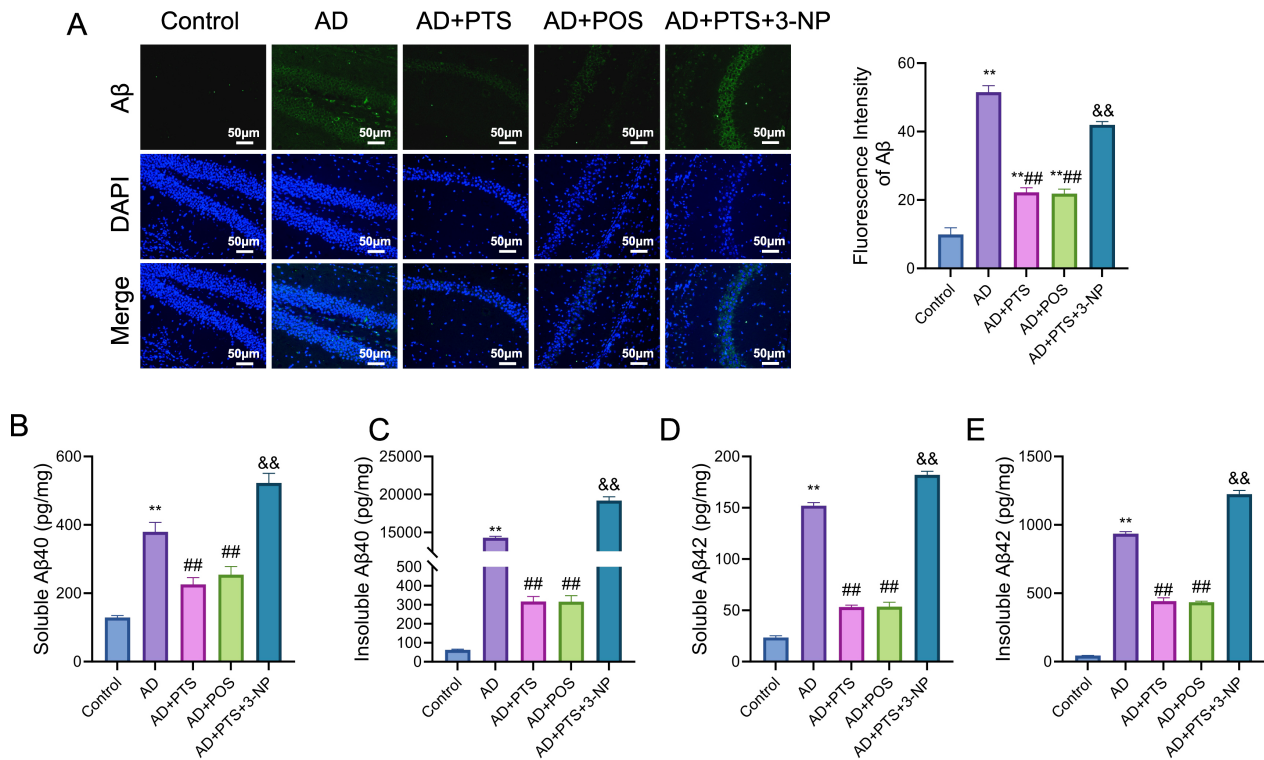 A
Control
AD
AD+PTS
AD+POS
AD+PTS+3-NP
Aβ
50μm
50μm
50μm
50μm
50μm
DAPI
50μm
50μm
50μm
50μm
50μm
Merge
50μm
50μm
50μm
50μm
50μm
Fluorescence Intensity
of Aβ
60
40
20
0
**
**##
**##
&&
Control
AD
AD+PTS
AD+POS
AD+PTS+3-NP
B
Soluble Aβ40 (pg/mg)
600
400
200
0
**
##
##
&&
Control
AD
AD+PTS
AD+POS
AD+PTS+3-NP
C
Insoluble Aβ40 (pg/mg)
25000
20000
15000
500
400
300
200
100
0
**
##
##
&&
Control
AD
AD+PTS
AD+POS
AD+PTS+3-NP
D
Soluble Aβ42 (pg/mg)
200
150
100
50
0
**
##
##
&&
Control
AD
AD+PTS
AD+POS
AD+PTS+3-NP
E
Insoluble Aβ42 (pg/mg)
1500
1000
500
0
**
##
##
&&
Control
AD
AD+PTS
AD+POS
AD+PTS+3-NP